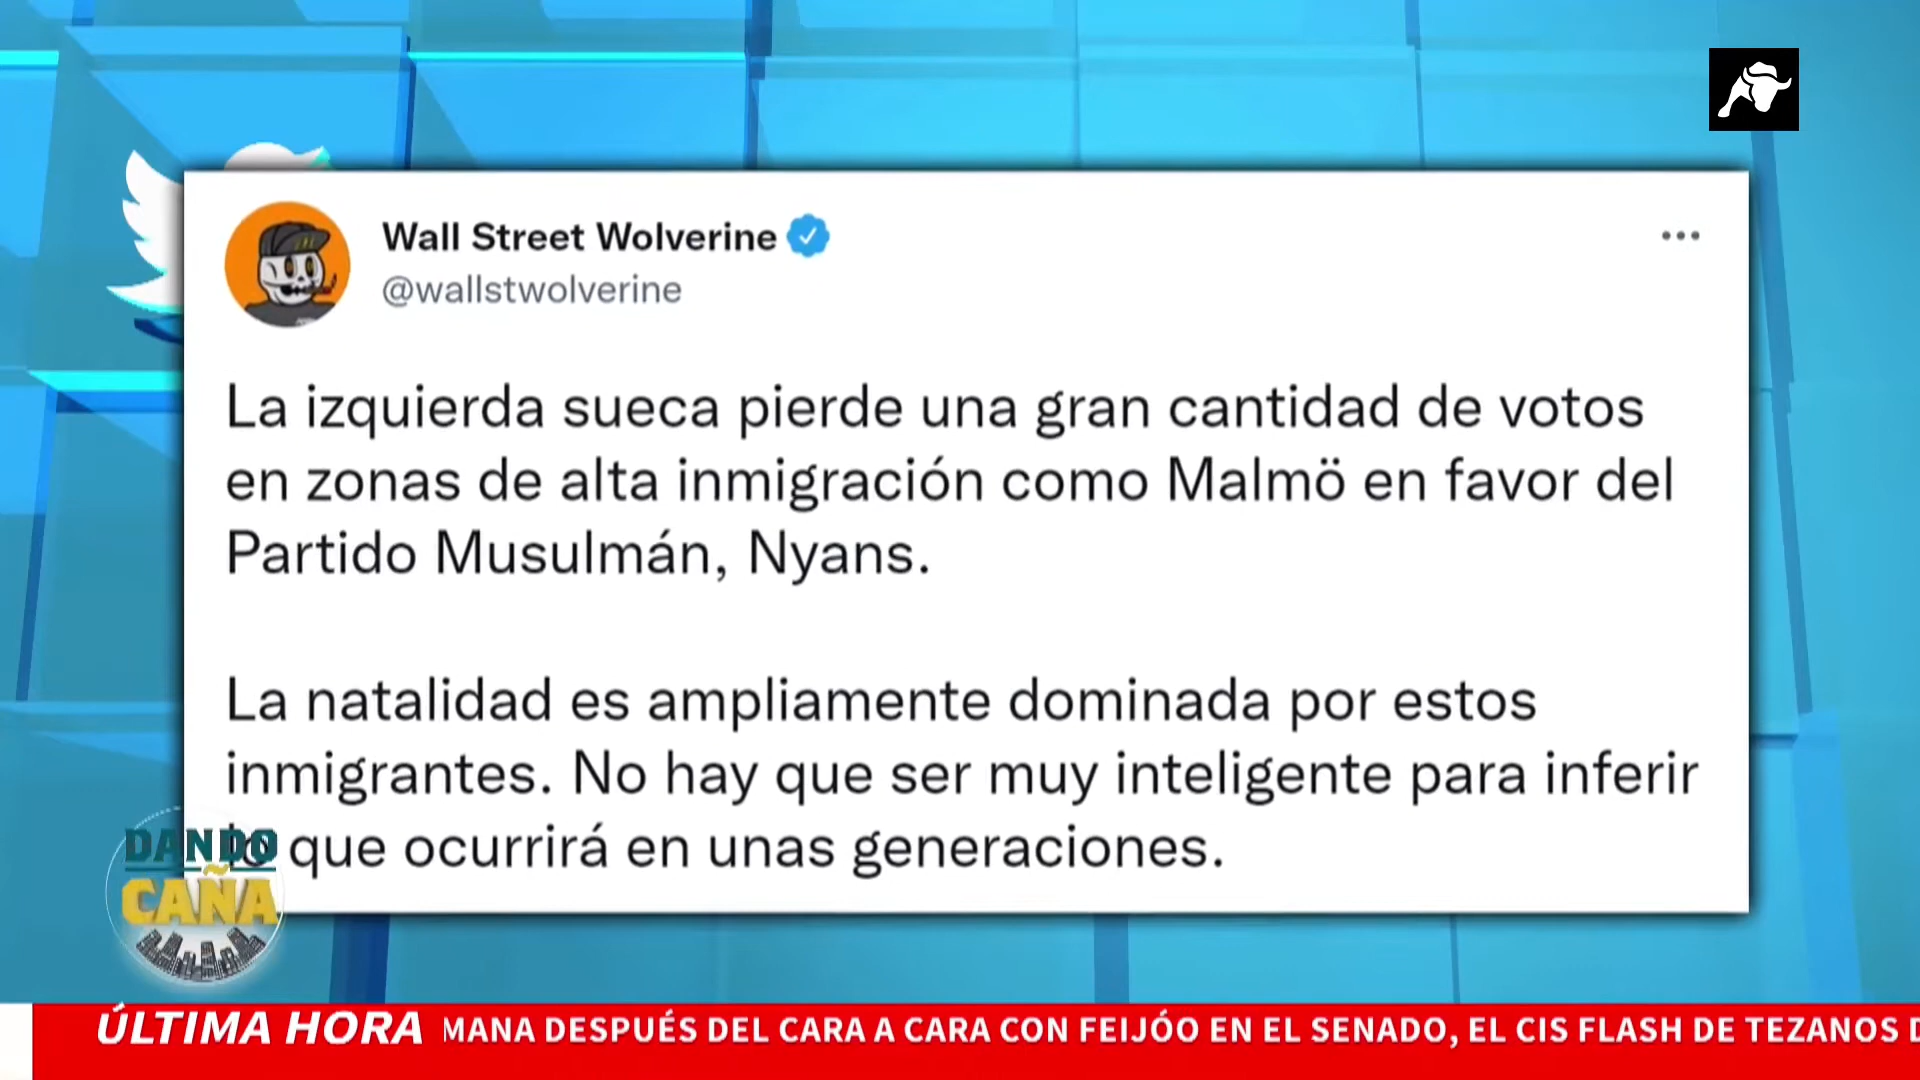 Wall Street Wolverine
@wallstwolverine
La izquierda sueca pierde una gran cantidad de votos
en zonas de alta inmigración como Malmö en favor del
Partido Musulmán, Nyans.
La natalidad es ampliamente dominada por estos
inmigrantes. No hay que ser muy inteligente para inferir
lo que ocurrirá en unas generaciones.
DANDO
CAÑA
ÚLTIMA HORA MANA DESPUÉS DEL CARA A CARA CON FEIJÓO EN EL SENADO, EL CIS FLASH DE TEZANOS D